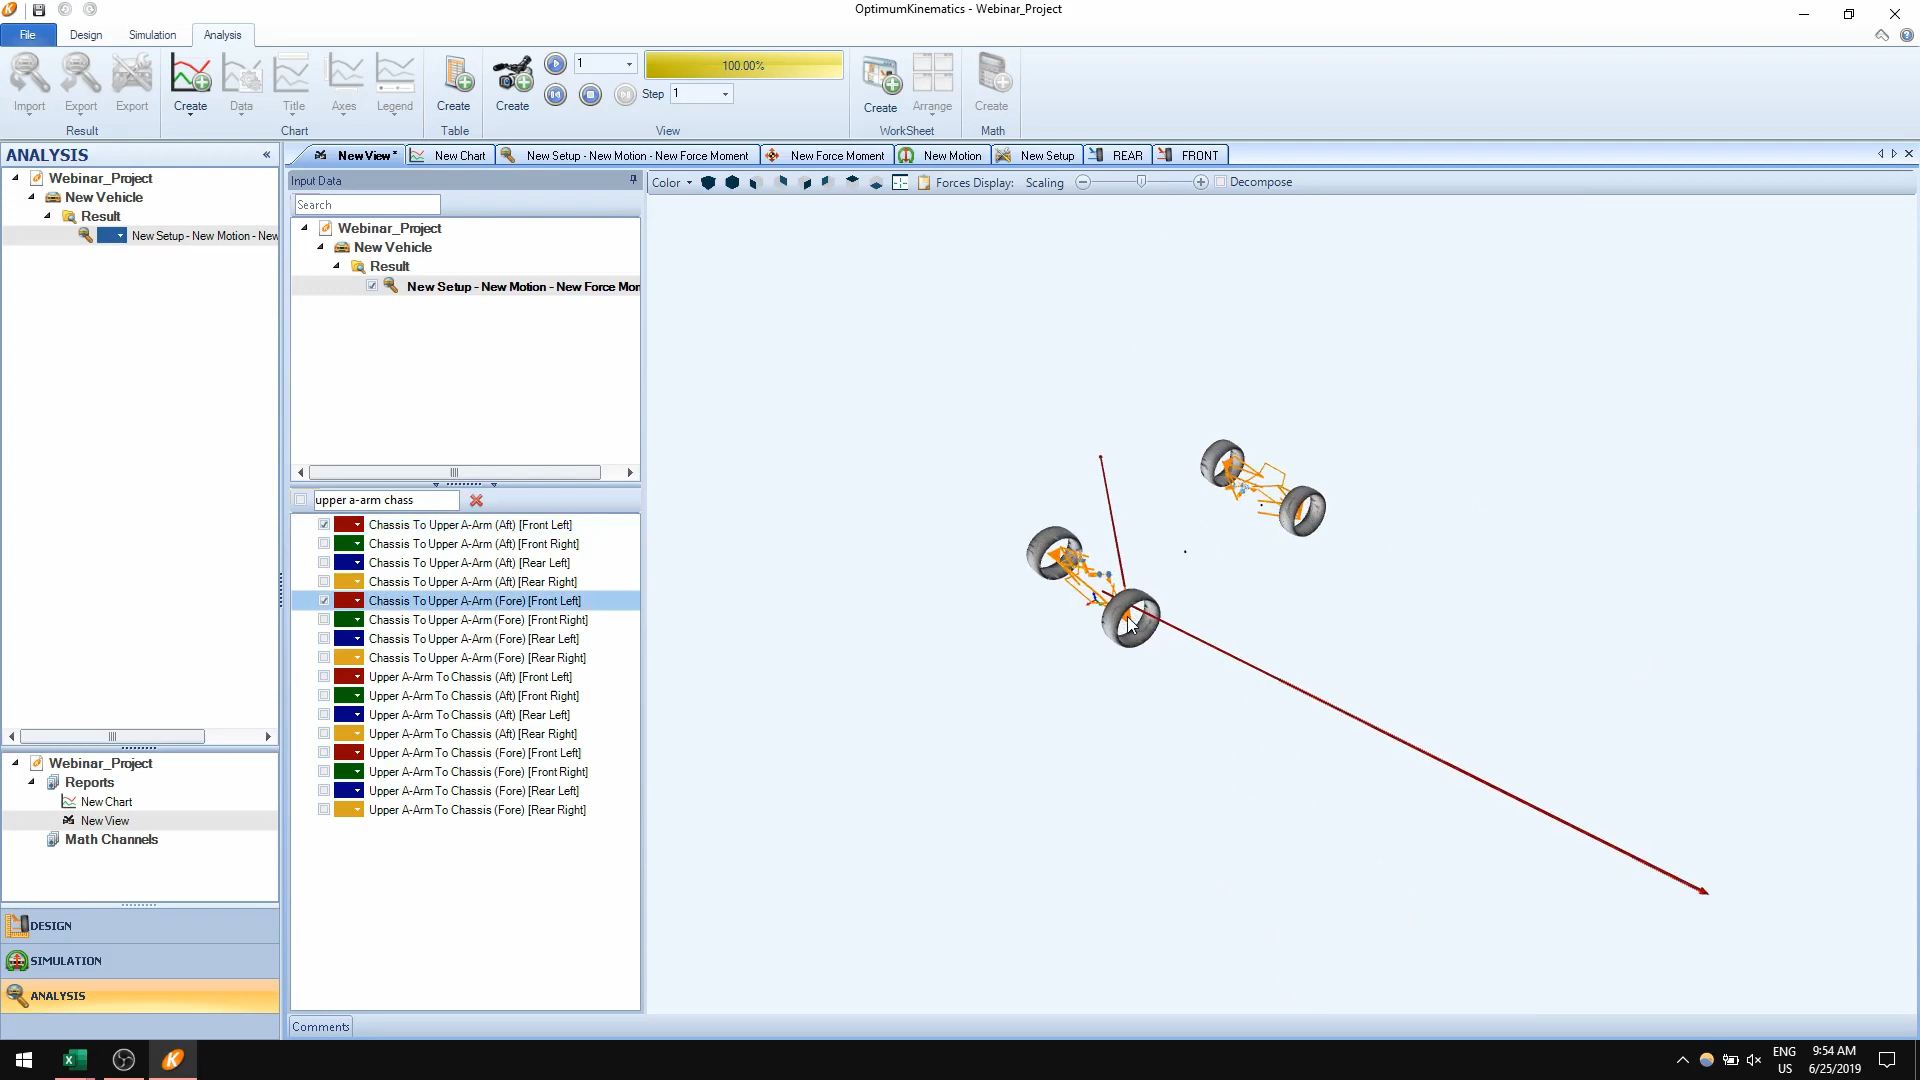 OptimumKinematics - Webinar_Project
File
Design
Simulation
Analysis
Import
Export
Export
Result
Create
Data
Title
Axes
Legend
Chart
Create
Table
Create
1
100.00%
Step
1
View
Create
Arrange
WorkSheet
Create
Math
ANALYSIS
Webinar_Project
New Vehicle
Result
New Setup - New Motion - New
New View *
New Chart
New Setup - New Motion - New Force Moment
New Force Moment
New Motion
New Setup
REAR
FRONT
Input Data
Search
Webinar_Project
New Vehicle
Result
New Setup - New Motion - New Force Mor
Color
Forces Display:
Scaling
Decompose
upper a-arm chass
Chassis To Upper A-Arm (Aft) [Front Left]
Chassis To Upper A-Arm (Aft) [Front Right]
Chassis To Upper A-Arm (Aft) [Rear Left]
Chassis To Upper A-Arm (Aft) [Rear Right]
Chassis To Upper A-Arm (Fore) [Front Left]
Chassis To Upper A-Arm (Fore) [Front Right]
Chassis To Upper A-Arm (Fore) [Rear Left]
Chassis To Upper A-Arm (Fore) [Rear Right]
Upper A-Arm To Chassis (Aft) [Front Left]
Upper A-Arm To Chassis (Aft) [Front Right]
Upper A-Arm To Chassis (Aft) [Rear Left]
Upper A-Arm To Chassis (Aft) [Rear Right]
Upper A-Arm To Chassis (Fore) [Front Left]
Upper A-Arm To Chassis (Fore) [Front Right]
Upper A-Arm To Chassis (Fore) [Rear Left]
Upper A-Arm To Chassis (Fore) [Rear Right]
Webinar_Project
Reports
New Chart
New View
Math Channels
DESIGN
SIMULATION
ANALYSIS
Comments
ENG
US
9:54 AM
6/25/2019